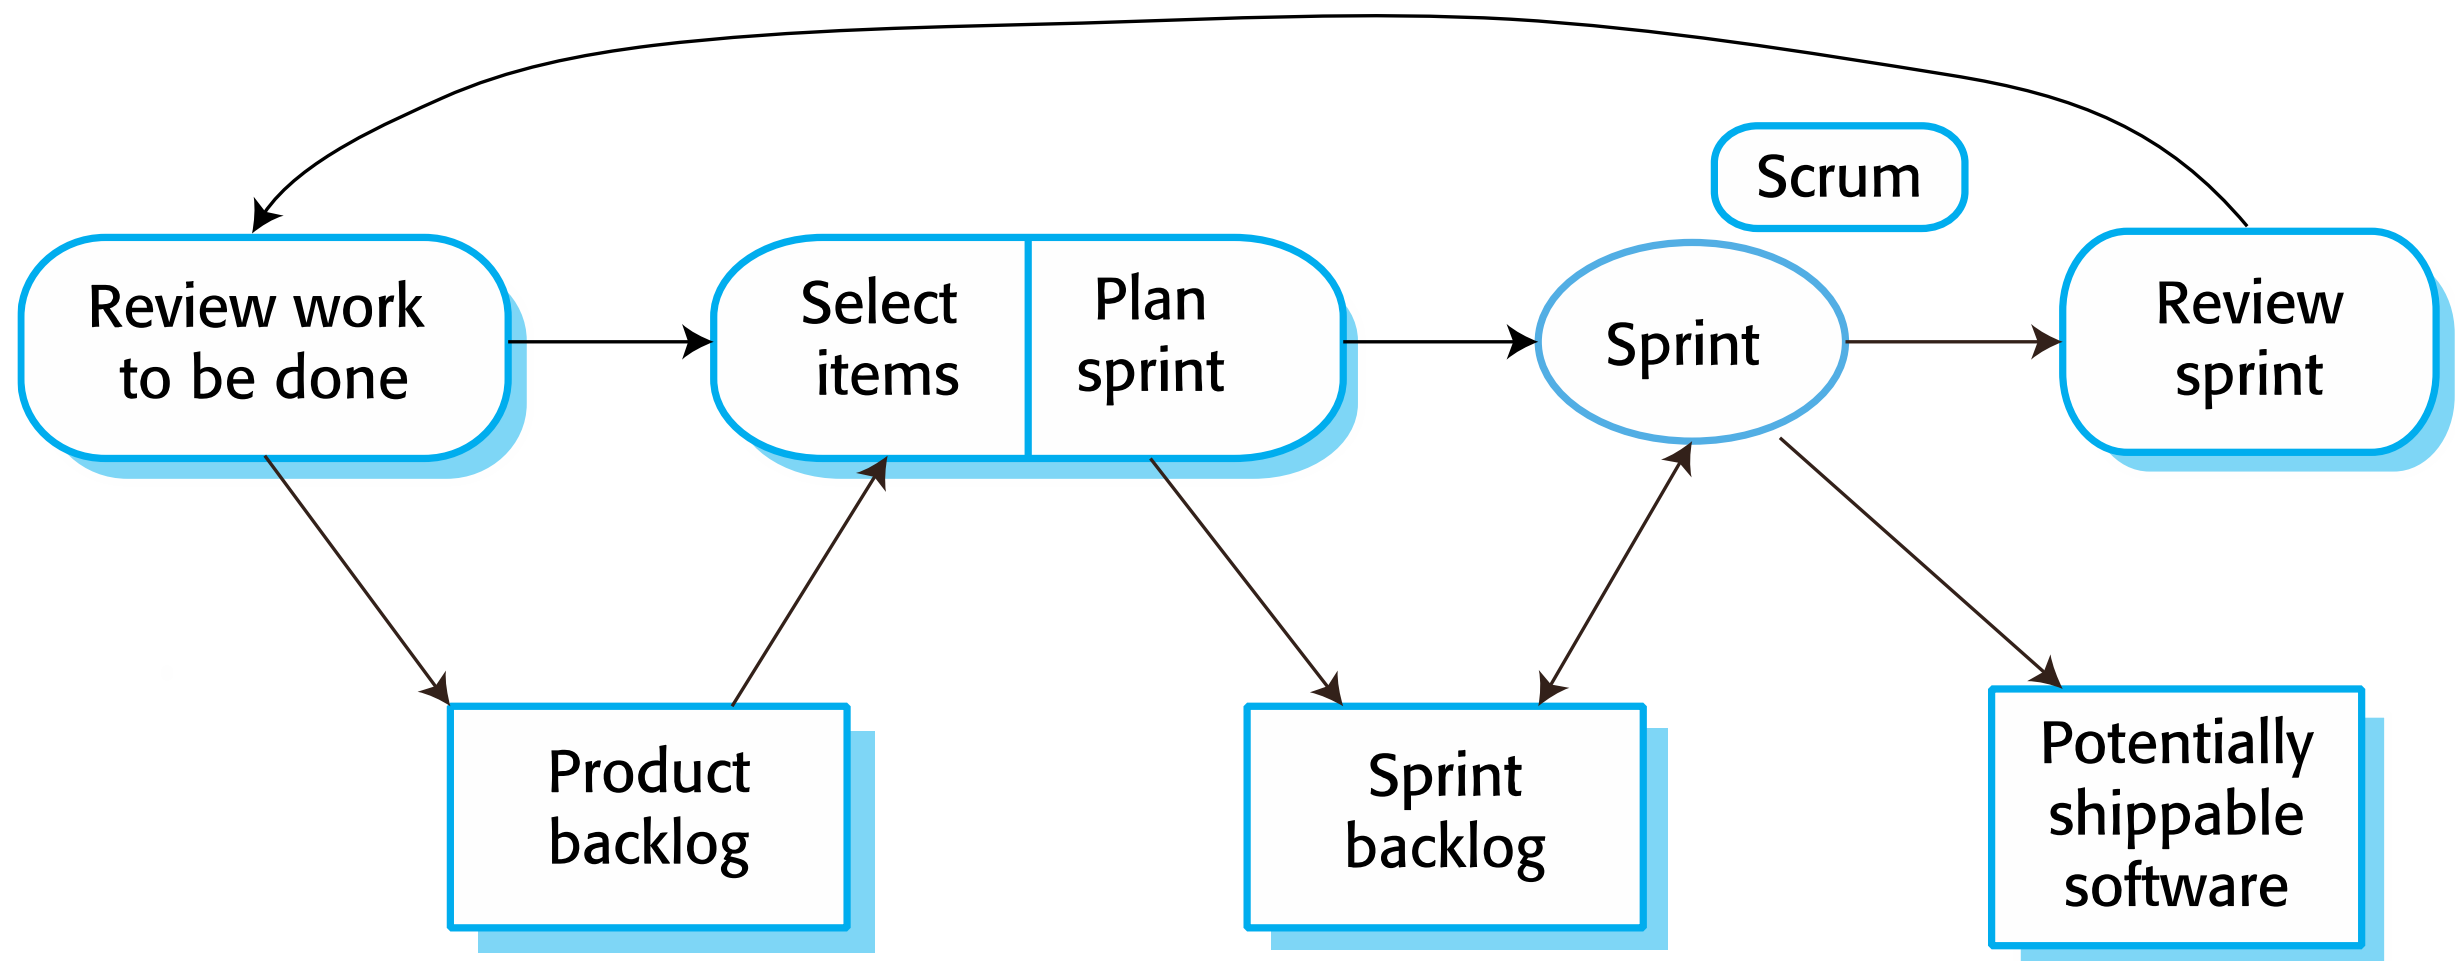 Scrum
Review work
to be done
Select
items
Plan
sprint
Sprint
Review
sprint
Product
backlog
Sprint
backlog
Potentially
shippable
software